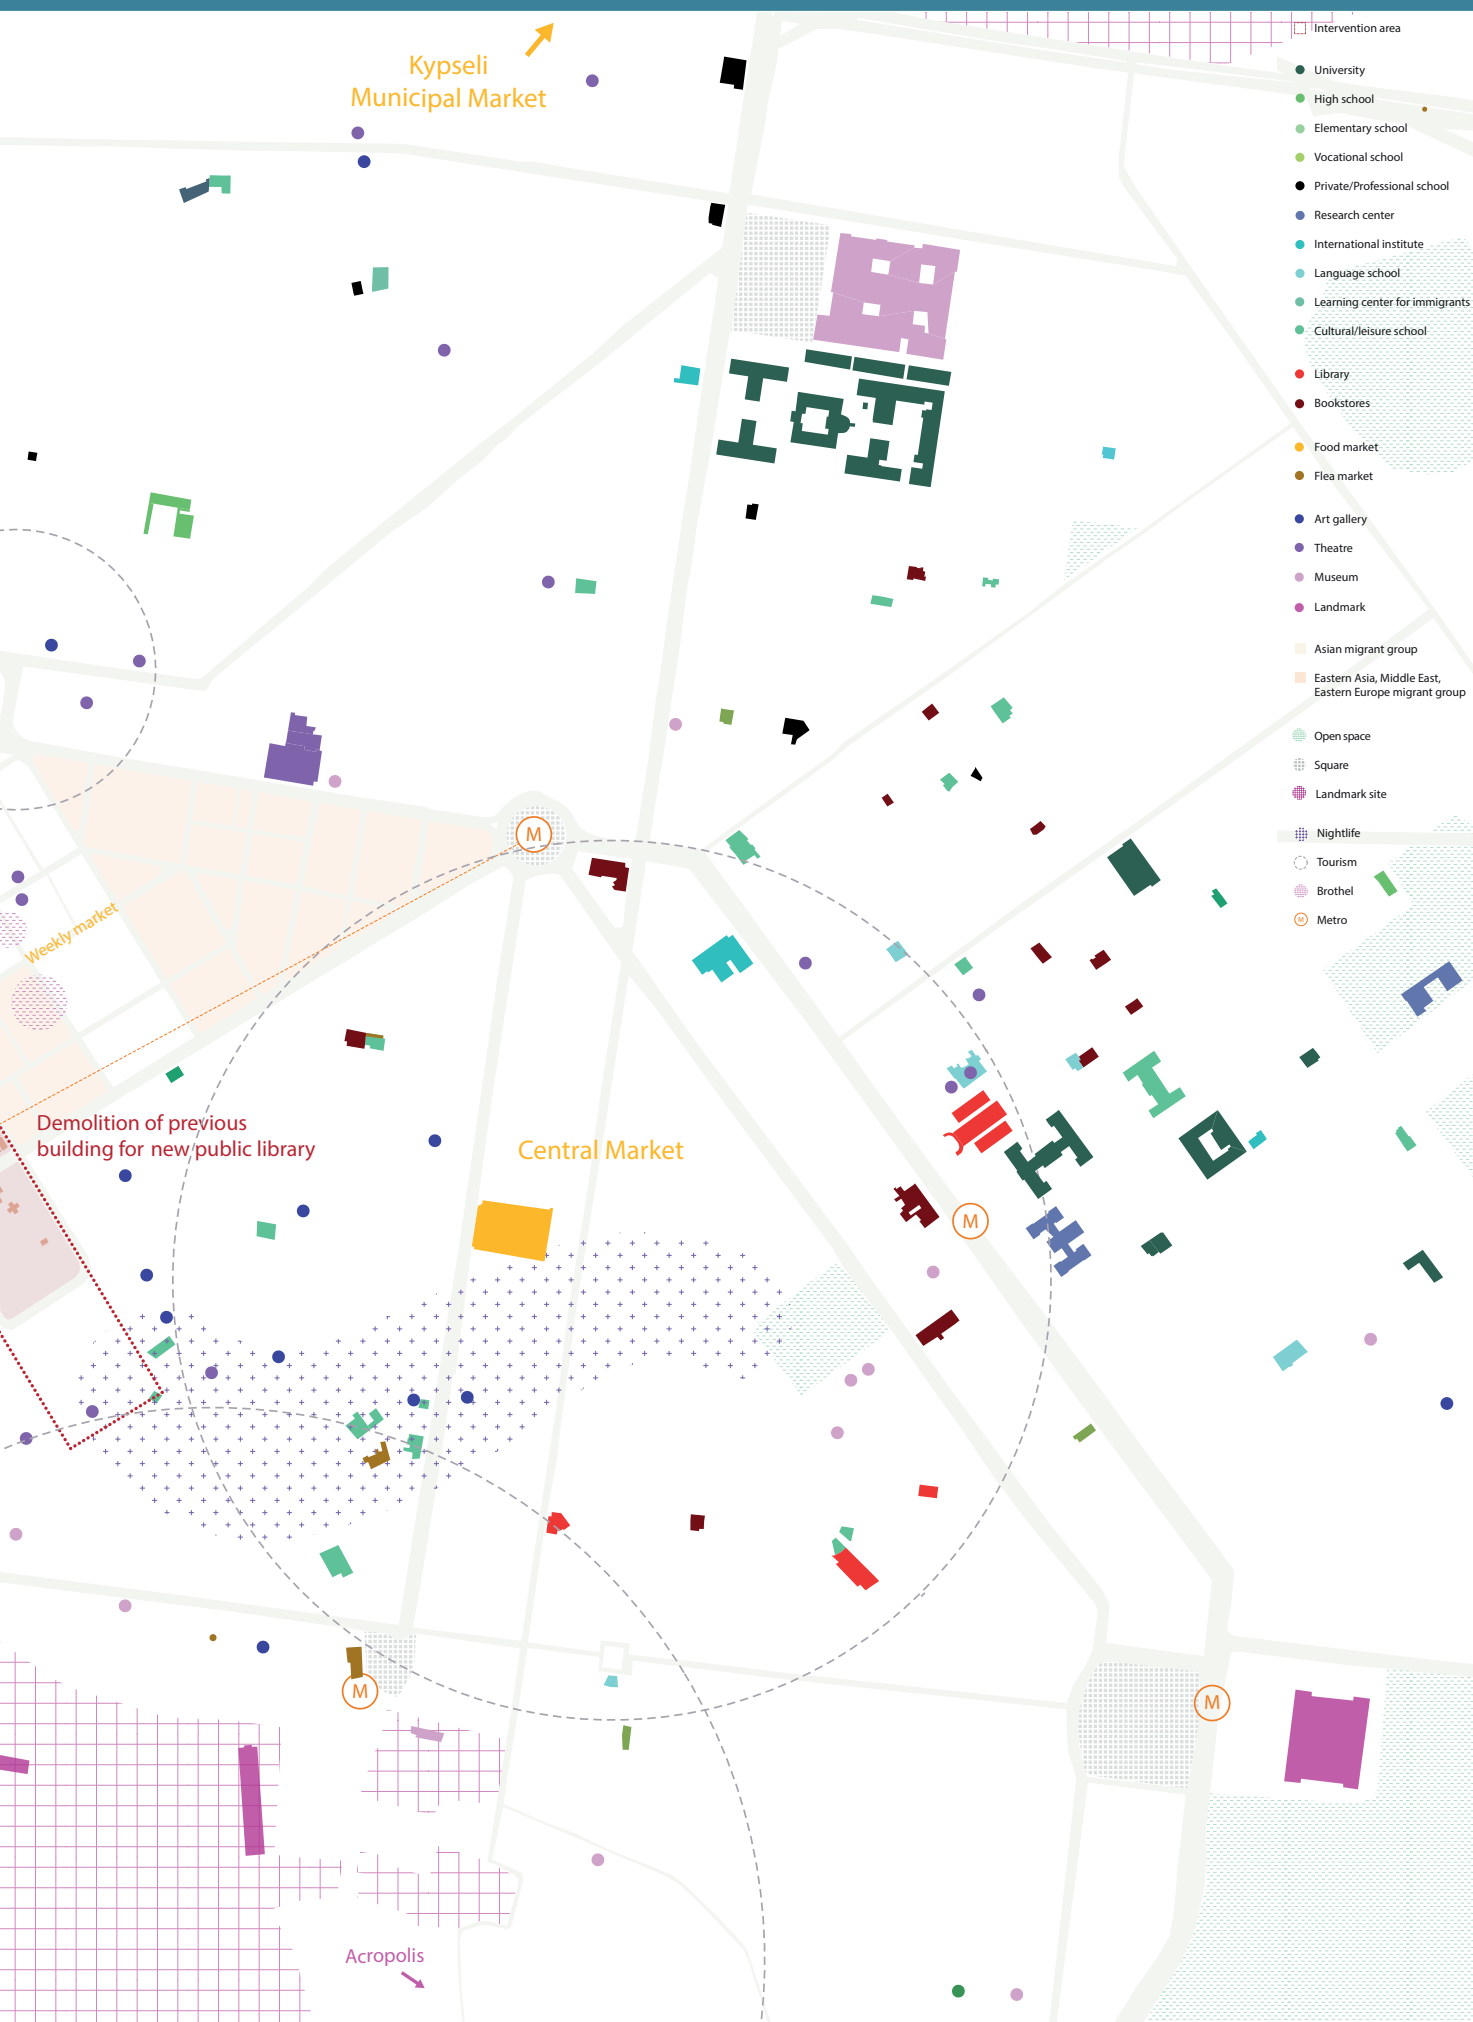 Kypseli
Municipal Market
Intervention area
University
High school
Elementary school
Vocational school
Private/Professional school
Research center
International institute
Language school
Learning center for immigrants
Cultural/leisure school
Library
Bookstores
Food market
Flea market
Art gallery
Theatre
Museum
Landmark
Asian migrant group
Eastern Asia, Middle East,
Eastern Europe migrant group
Open space
Square
Landmark site
Nightlife
Tourism
Brothel
M Metro
M
Weekly market
Demolition of previous
building for new public library
Central Market
M
M
M
Acropolis